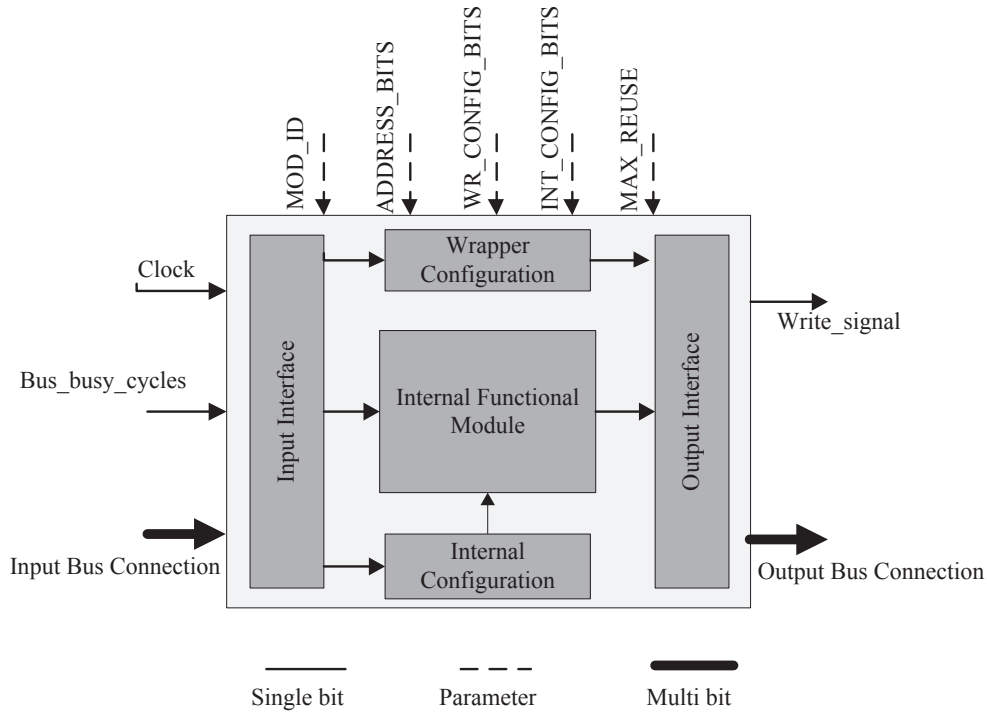 MOD_ID
ADDRESS_BITS
WR_CONFIG_BITS
INT_CONFIG_BITS
MAX_REUSE
Clock
Bus_busy_cycles
Input Bus Connection
Input Interface
Wrapper
Configuration
Internal Functional
Module
Internal
Configuration
Output Interface
Write_signal
Output Bus Connection
Single bit
Parameter
Multi bit